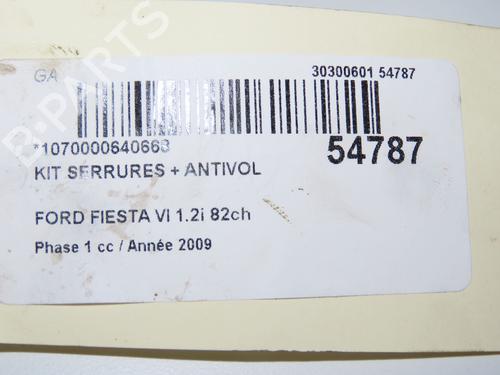 GA
30300601 54787
*1070000640668
54787
KIT SERRURES + ANTIVOL
FORD FIESTA VI 1.2i 82ch
Phase 1 cc / Année 2009
B-PARTS